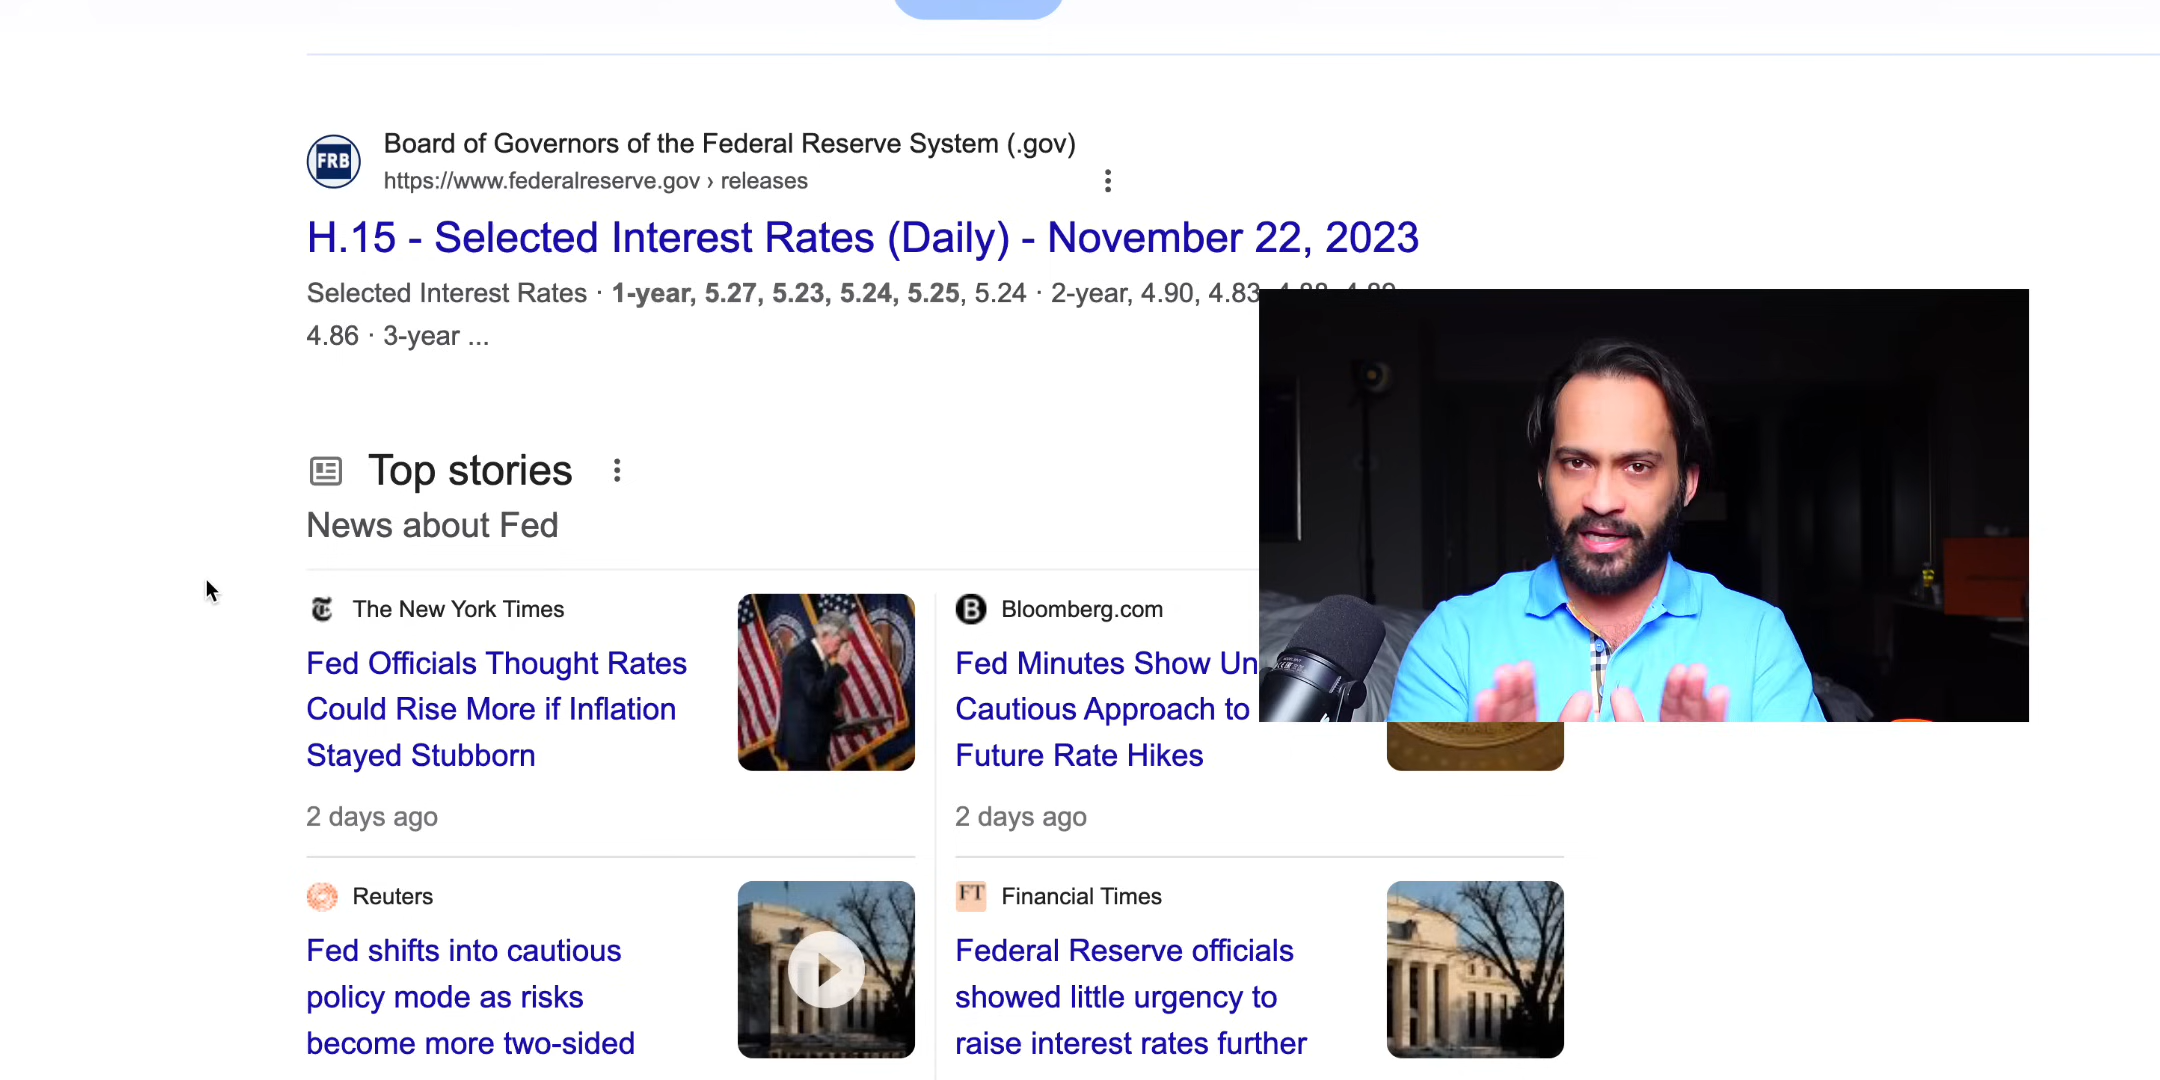 FRB
Board of Governors of the Federal Reserve System (.gov)
https://www.federalreserve.gov › releases
H.15 - Selected Interest Rates (Daily) - November 22, 2023
Selected Interest Rates · 1-year, 5.27, 5.23, 5.24, 5.25, 5.24 · 2-year, 4.90, 4.83
4.86 · 3-year ...
Top stories
News about Fed
The New York Times
Fed Officials Thought Rates
Could Rise More if Inflation
Stayed Stubborn
2 days ago
B Bloomberg.com
Fed Minutes Show Un
Cautious Approach to
Future Rate Hikes
2 days ago
Reuters
Fed shifts into cautious
policy mode as risks
become more two-sided
FT Financial Times
Federal Reserve officials
showed little urgency to
raise interest rates further